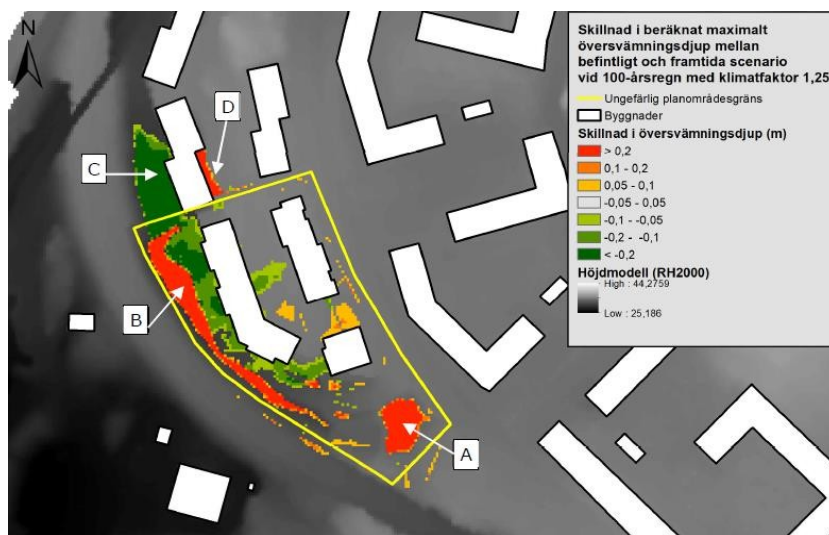 N
D
C
B
A
Skillnad i beräknat maximalt
översvämningsdjup mellan
befintligt och framtida scenario
vid 100-årsregn med klimatfaktor 1,25
Ungefärlig planområdesgräns
Byggnader
Skillnad i översvämningsdjup (m)
> 0,2
0,1 - 0,2
0,05 - 0,1
-0,05 - 0,05
-0,1 - -0,05
-0,2 - -0,1
< -0,2
Höjdmodell (RH2000)
High : 44,2759
Low : 25,186